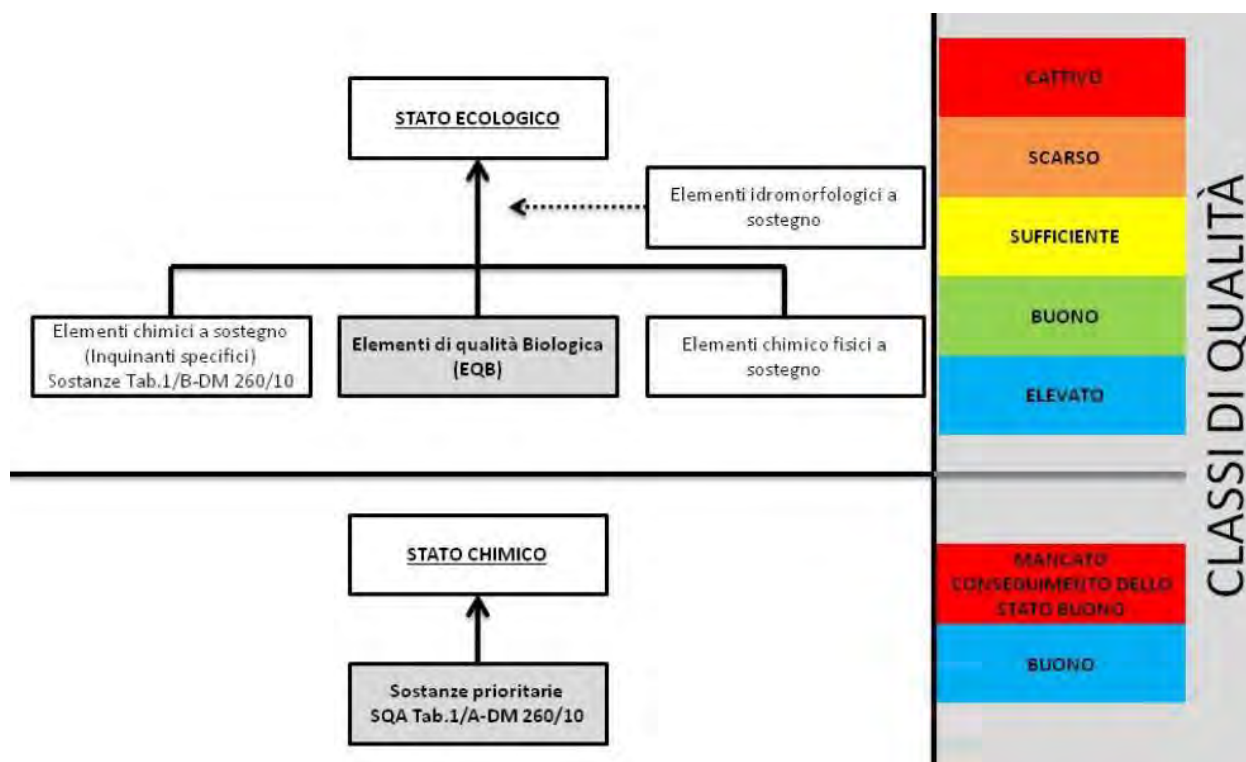 STATO ECOLOGICO
Elementi idromorfologici a
sostegno
Elementi chimici a sostegno
(Inquinanti specifici)
Sostanze Tab.1/B-DM 260/10
Elementi di qualità Biologica
(EQB)
Elementi chimico fisici a
sostegno
CATTIVO
SCARSO
SUFFICIENTE
BUONO
ELEVATO
STATO CHIMICO
Sostanze prioritarie
SQA Tab.1/A-DM 260/10
MANCATO
CONSEGUIMENTO DELLO
STATO BUONO
BUONO
CLASSI DI QUALITÀ